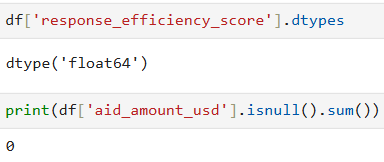 df['response_efficiency_score'].dtypes
dtype('float64')
print(df['aid_amount_usd'].isnull().sum())
0